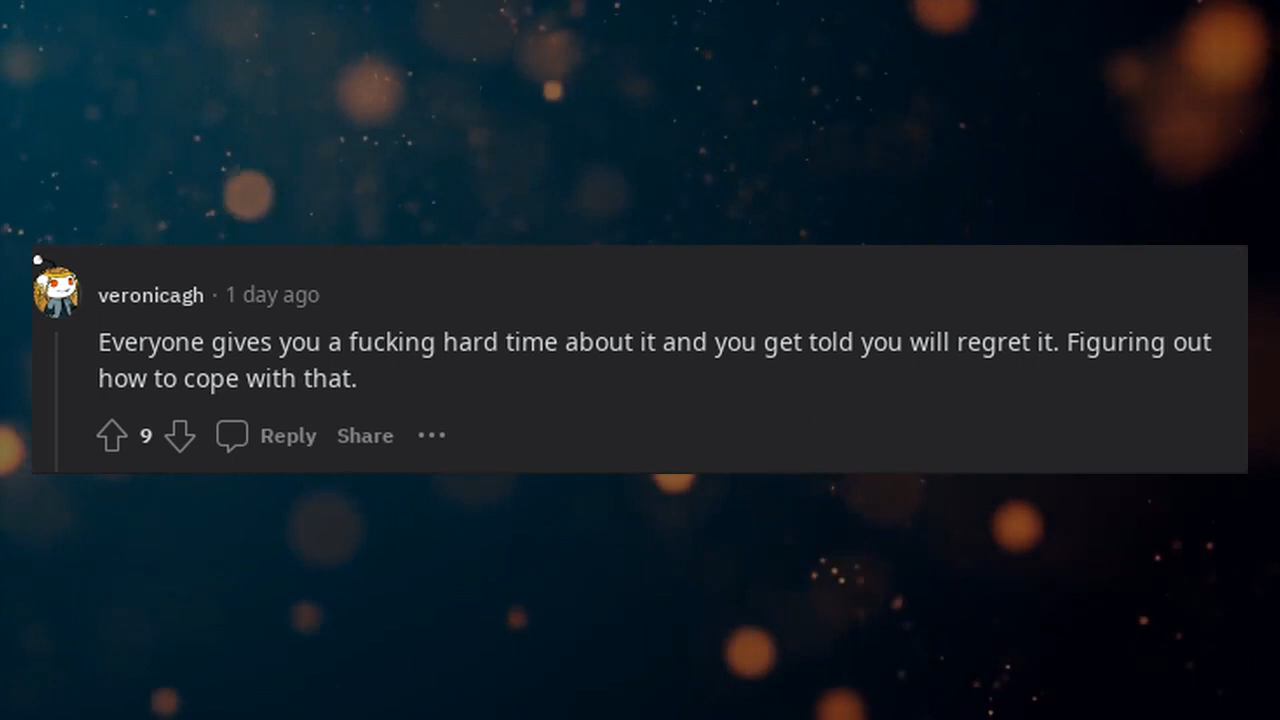 veronicagh · 1 day ago
Everyone gives you a fucking hard time about it and you get told you will regret it. Figuring out
how to cope with that.
9 Reply Share ···